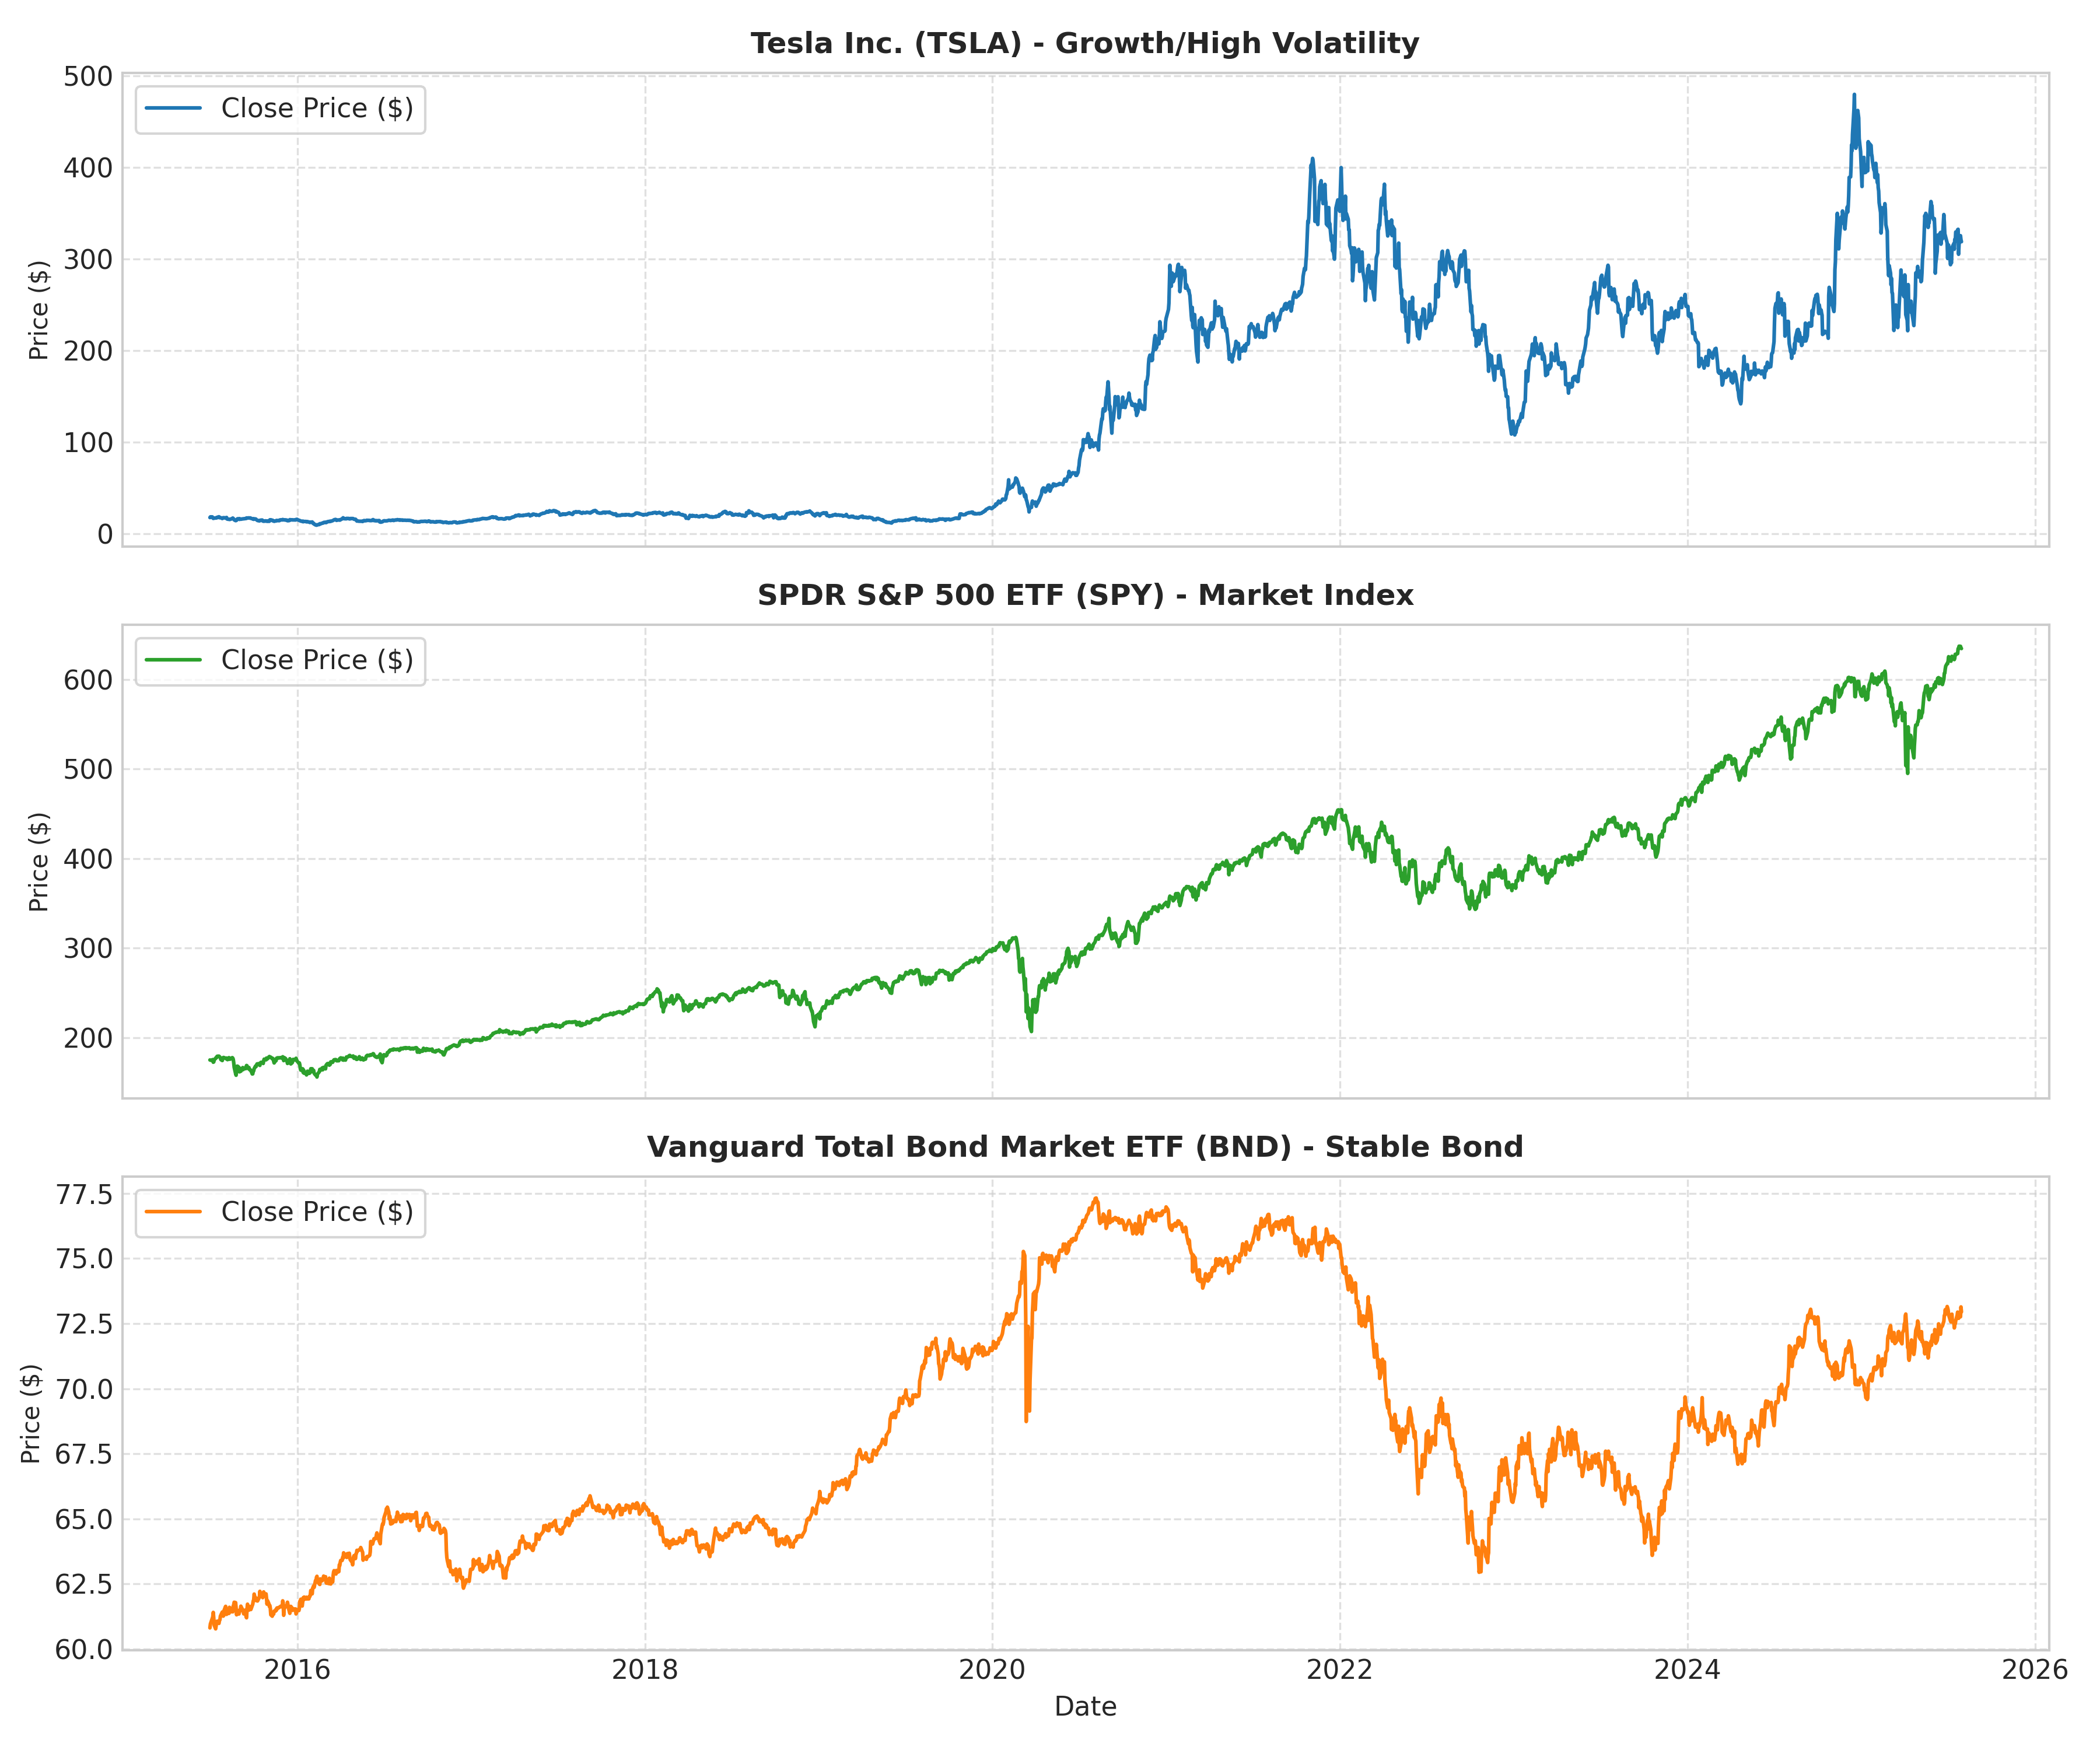 Tesla Inc. (TSLA) - Growth/High Volatility
Close Price ($)
Price ($)
500
400
300
200
100
0
SPDR S&P 500 ETF (SPY) - Market Index
Close Price ($)
Price ($)
600
500
400
300
200
Vanguard Total Bond Market ETF (BND) - Stable Bond
Close Price ($)
Price ($)
77.5
75.0
72.5
70.0
67.5
65.0
62.5
60.0
2016 2018 2020 2022 2024 2026
Date